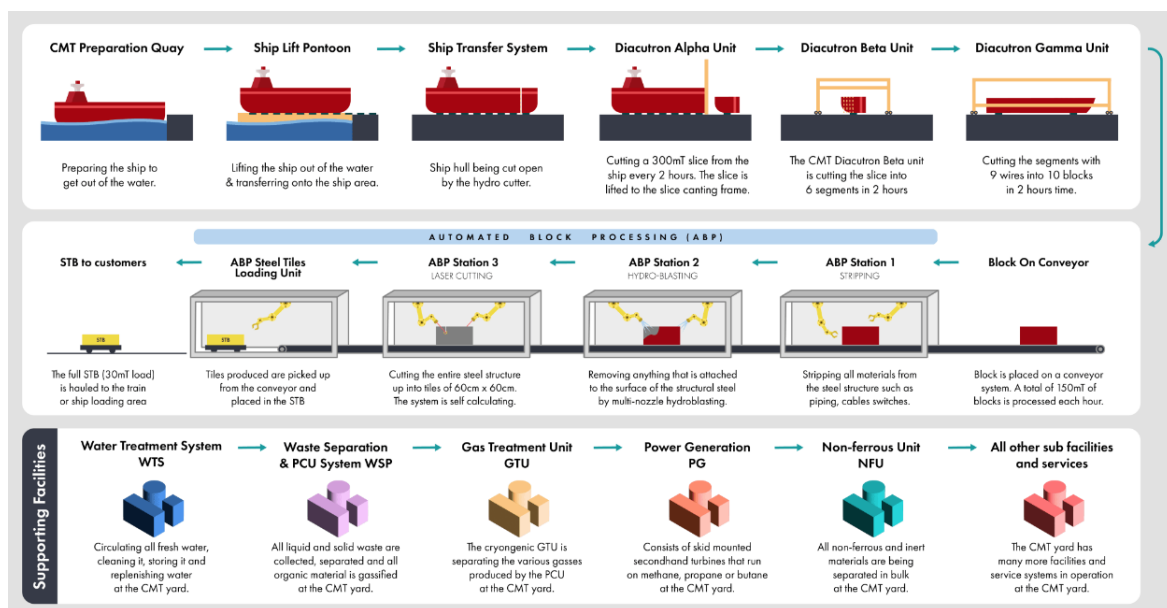 CMT Preparation Quay
Ship Lift Pontoon
Ship Transfer System
Diacutron Alpha Unit
Diacutron Beta Unit
Diacutron Gamma Unit
Preparing the ship to
get out of the water.
Lifting the ship out of the water
& transferring onto the ship area.
Ship hull being cut open
by the hydro cutter.
Cutting a 300mT slice from the
ship every 2 hours. The slice is
lifted to the slice canting frame.
The CMT Diacutron Beta unit
is cutting the slice into
6 segments in 2 hours
Cutting the segments with
9 wires into 10 blocks
in 2 hours time.
AUTOMATED BLOCK PROCESSING (ABP)
STB to customers
ABP Steel Tiles
Loading Unit
ABP Station 3
LASER CUTTING
ABP Station 2
HYDRO-BLASTING
ABP Station 1
STRIPPING
Block On Conveyor
STB
STB
The full STB (30mT load)
is hauled to the train
or ship loading area
Tiles produced are picked up
from the conveyor and
placed in the STB
Cutting the entire steel structure
up into tiles of 60cm x 60cm.
The system is self calculating.
Removing anything that is attached
to the surface of the structural steel
by multi-nozzle hydroblasting.
Stripping all materials from
the steel structure such as
piping, cables switches.
Block is placed on a conveyor
system. A total of 150mT of
blocks is processed each hour.
Supporting Facilities
Water Treatment System
WTS
Waste Separation
& PCU System WSP
Gas Treatment Unit
GTU
Power Generation
PG
Non-ferrous Unit
NFU
All other sub facilities
and services
Circulating all fresh water,
cleaning it, storing it and
replenishing water
at the CMT yard.
All liquid and solid waste are
collected, separated and all
organic material is gassified
at the CMT yard.
The cryongenic GTU is
separating the various gasses
produced by the PCU
at the CMT yard.
Consists of skid mounted
secondhand turbines that run
on methane, propane or butane
at the CMT yard.
All non-ferrous and inert
materials are being
separated in bulk
at the CMT yard.
The CMT yard has
many more facilities and
service systems in operation
at the CMT yard.